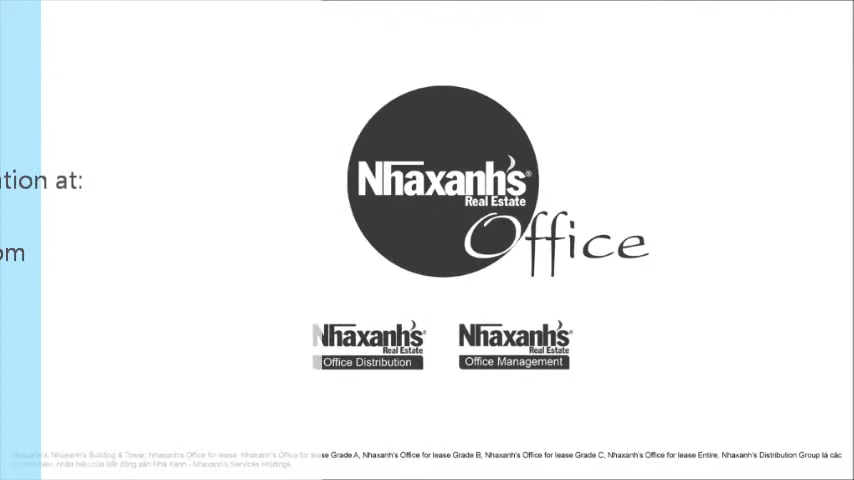 tion at:
om
Nhaxanh's®
Real Estate
Office
Nhaxanh's®
Real Estate
Office Distribution
Nhaxanh's®
Real Estate
Office Management
Nhaxanh's Building & Tower, Nhaxanh's Office for lease, Nhaxanh's Office for lease Grade A, Nhaxanh's Office for lease Grade B, Nhaxanh's Office for lease Grade C, Nhaxanh's Office for lease Entire, Nhaxanh's Distribution Group là các
nhãn hiệu của Bất động sản Nhà Xanh - Nhaxanh's Services Holdings